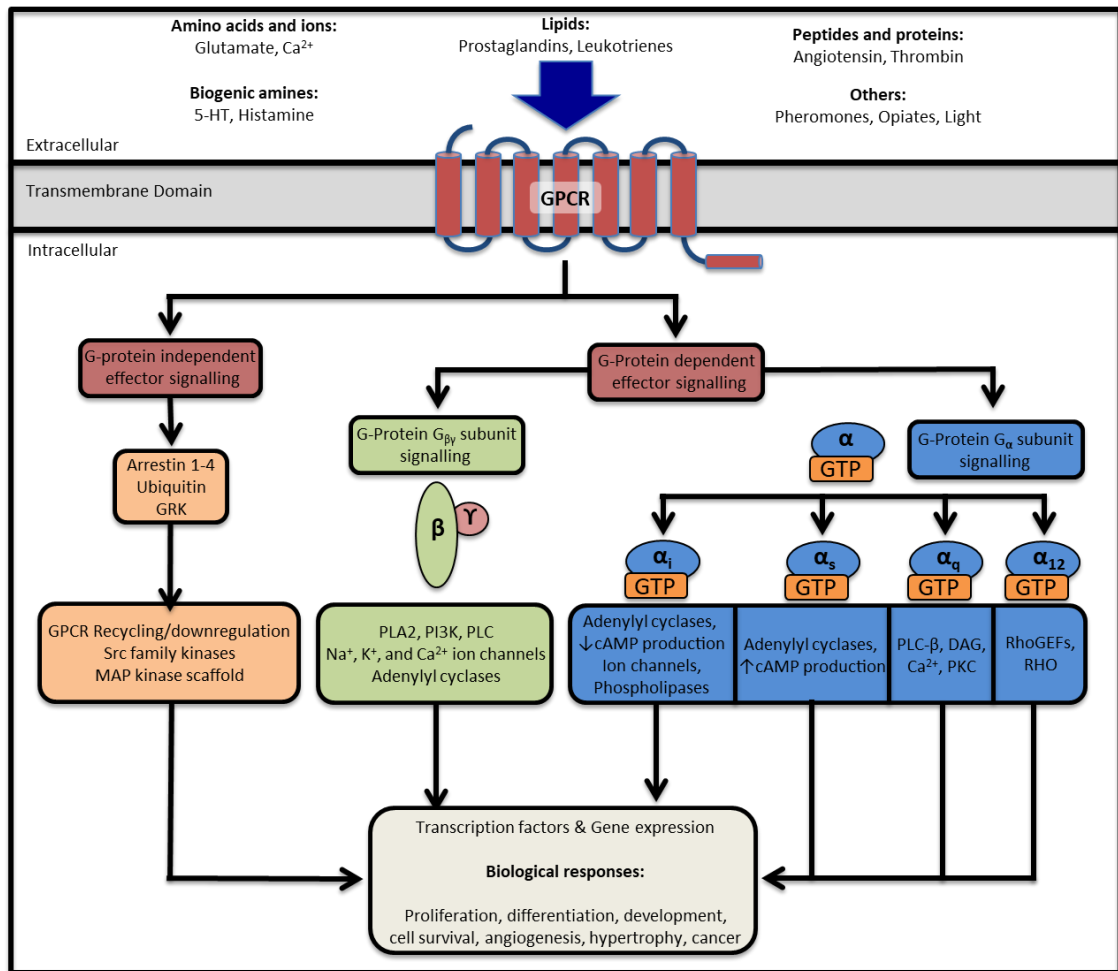 Amino acids and ions:
Glutamate, Ca²⁺
Lipids:
Prostaglandins, Leukotrienes
Peptides and proteins:
Angiotensin, Thrombin
Biogenic amines:
5-HT, Histamine
Others:
Pheromones, Opiates, Light
Extracellular
Transmembrane Domain
GPCR
Intracellular
G-protein independent
effector signalling
G-Protein dependent
effector signalling
G-Protein Gβγ subunit
signalling
α
GTP
G-Protein Gα subunit
signalling
Arrestin 1-4
Ubiquitin
GRK
β
ϒ
αi
GTP
αs
GTP
αq
GTP
α12
GTP
GPCR Recycling/downregulation
Src family kinases
MAP kinase scaffold
PLA2, PI3K, PLC
Na⁺, K⁺, and Ca²⁺ ion channels
Adenylyl cyclases
Adenylyl cyclases,
↓cAMP production
Ion channels,
Phospholipases
Adenylyl cyclases,
↑cAMP production
PLC-β, DAG,
Ca²⁺, PKC
RhoGEFs,
RHO
Transcription factors & Gene expression
Biological responses:
Proliferation, differentiation, development,
cell survival, angiogenesis, hypertrophy, cancer